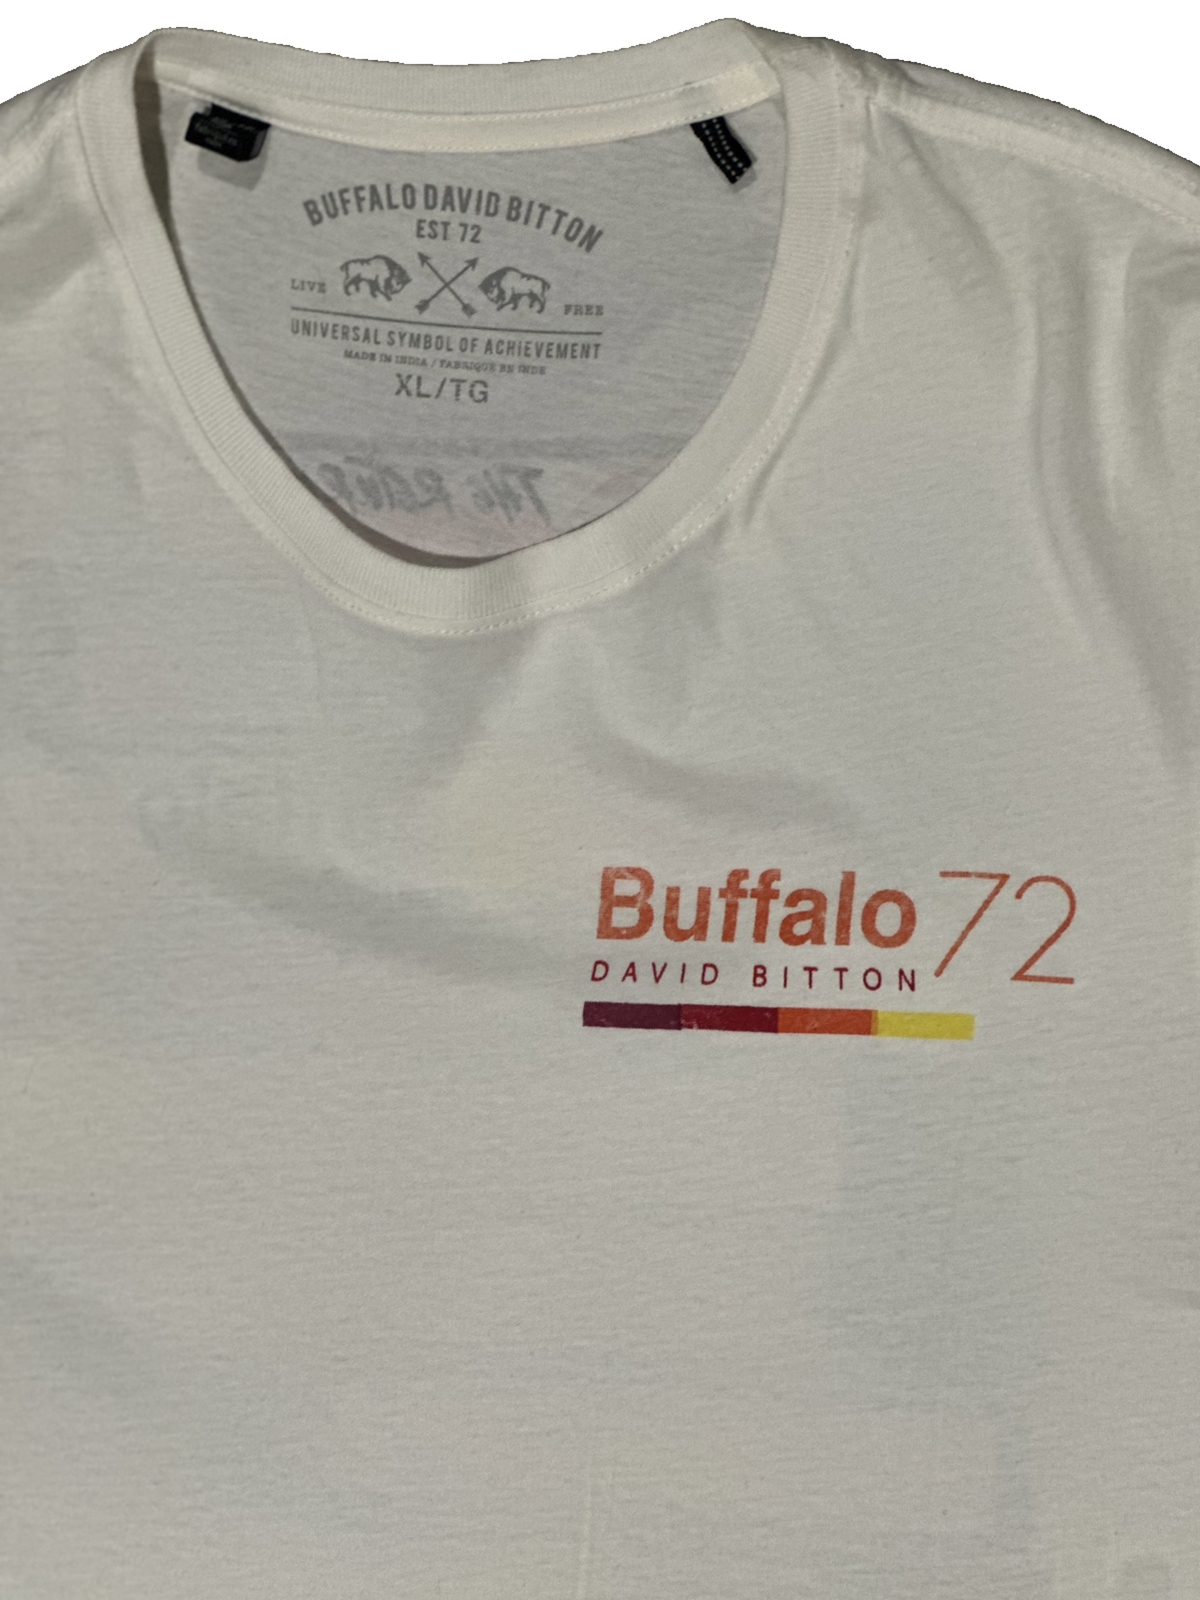 BUFFALO DAVID BITTON
EST 72
LIVE
FREE
UNIVERSAL SYMBOL OF ACHIEVEMENT
MADE IN INDIA / FABRIQUE EN INDE
XL/TG
Buffalo 72
DAVID BITTON